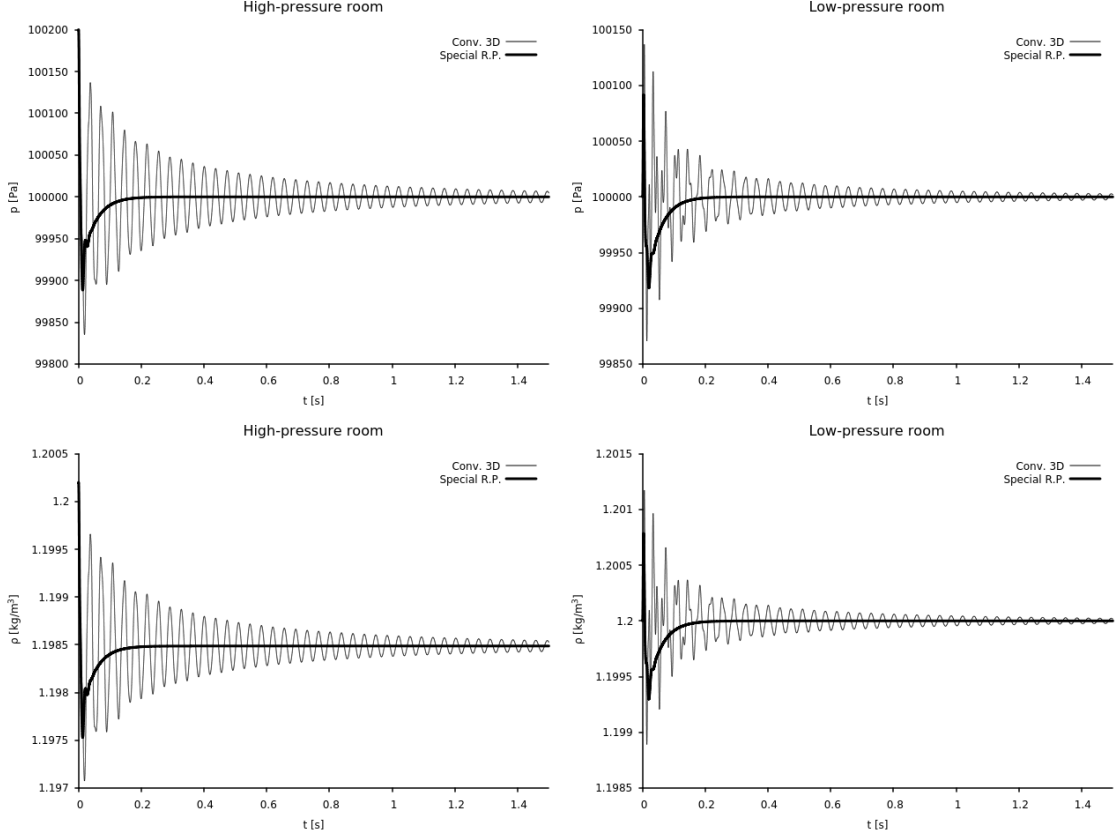 High-pressure room
Conv. 3D
Special R.P.
p [Pa]
100200
100150
100100
100050
100000
99950
99900
99850
99800
0 0.2 0.4 0.6 0.8 1 1.2 1.4
t [s]
Low-pressure room
Conv. 3D
Special R.P.
p [Pa]
100150
100100
100050
100000
99950
99900
99850
0 0.2 0.4 0.6 0.8 1 1.2 1.4
t [s]
High-pressure room
Conv. 3D
Special R.P.
ρ [kg/m³]
1.2005
1.2
1.1995
1.199
1.1985
1.198
1.1975
1.197
0 0.2 0.4 0.6 0.8 1 1.2 1.4
t [s]
Low-pressure room
Conv. 3D
Special R.P.
ρ [kg/m³]
1.2015
1.201
1.2005
1.2
1.1995
1.199
1.1985
0 0.2 0.4 0.6 0.8 1 1.2 1.4
t [s]